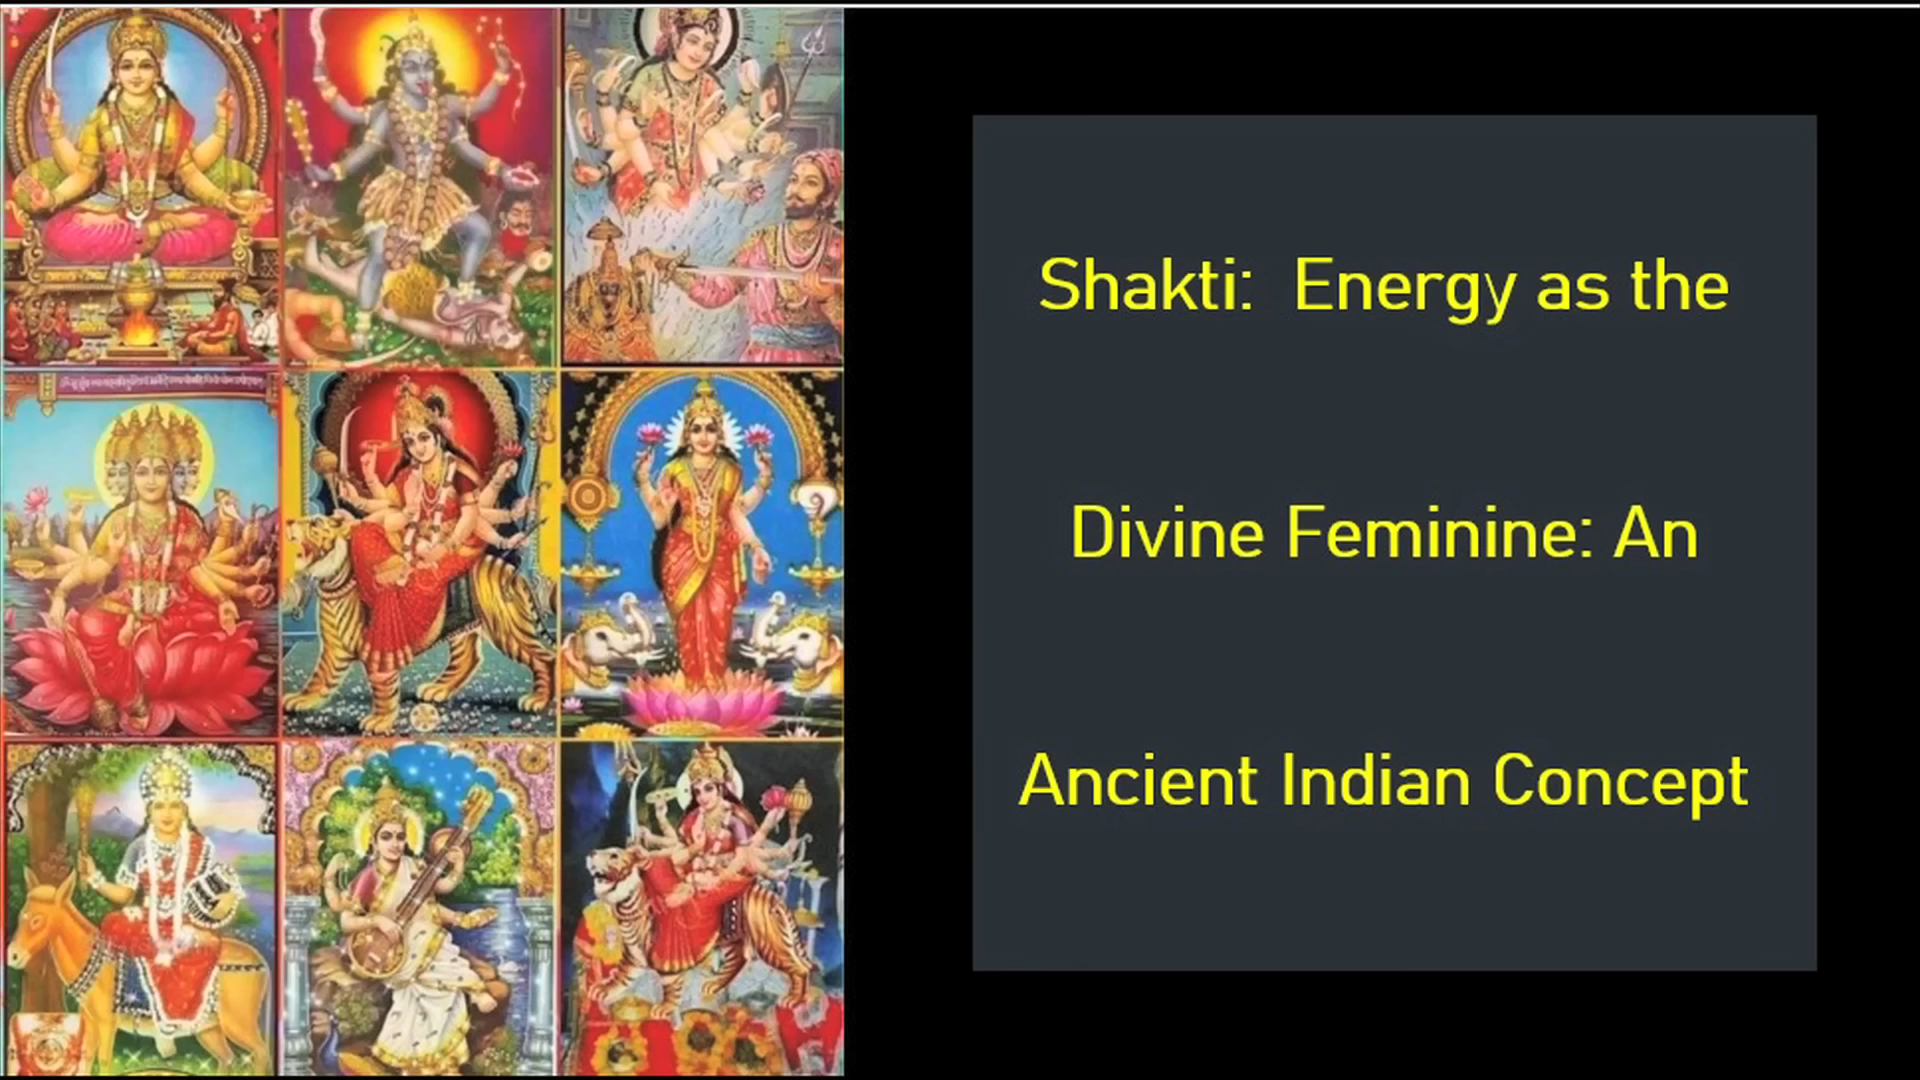 Shakti:  Energy as the
Divine Feminine: An
Ancient Indian Concept